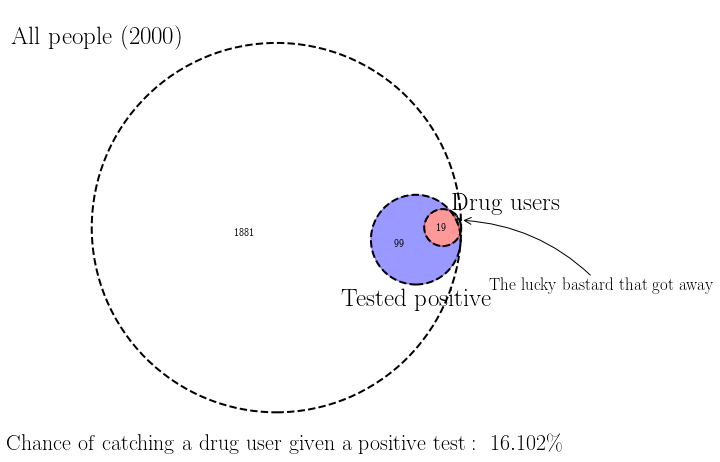 All people (2000)
Drug users
19
1881
99
The lucky bastard that got away
Tested positive
Chance of catching a drug user given a positive test : 16.102%